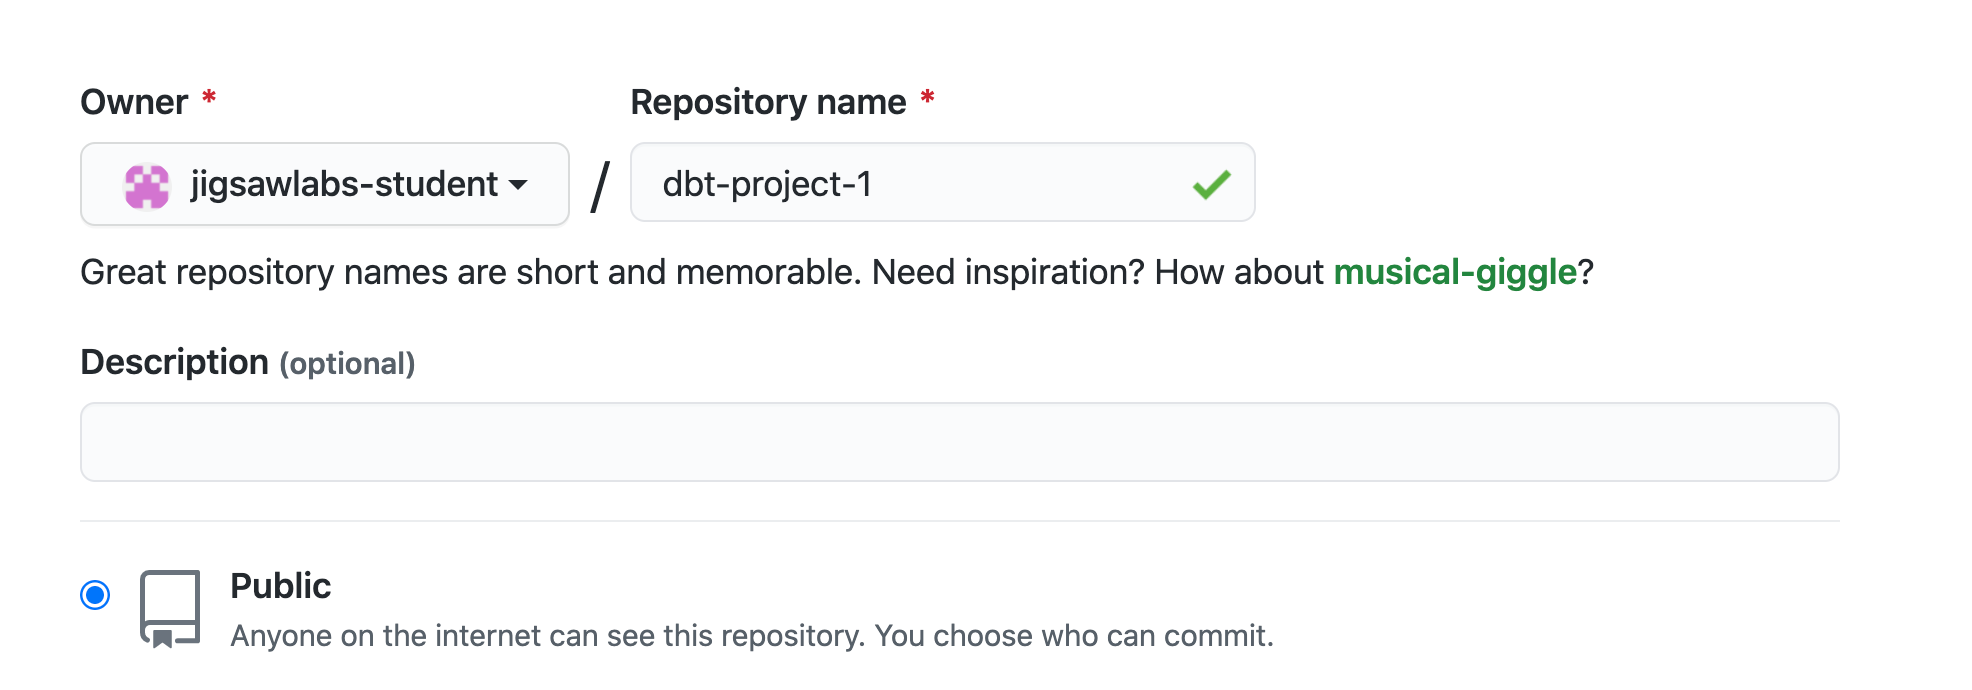 Owner * Repository name *
jigsawlabs-student / dbt-project-1
Great repository names are short and memorable. Need inspiration? How about musical-giggle?
Description (optional)
Public
Anyone on the internet can see this repository. You choose who can commit.